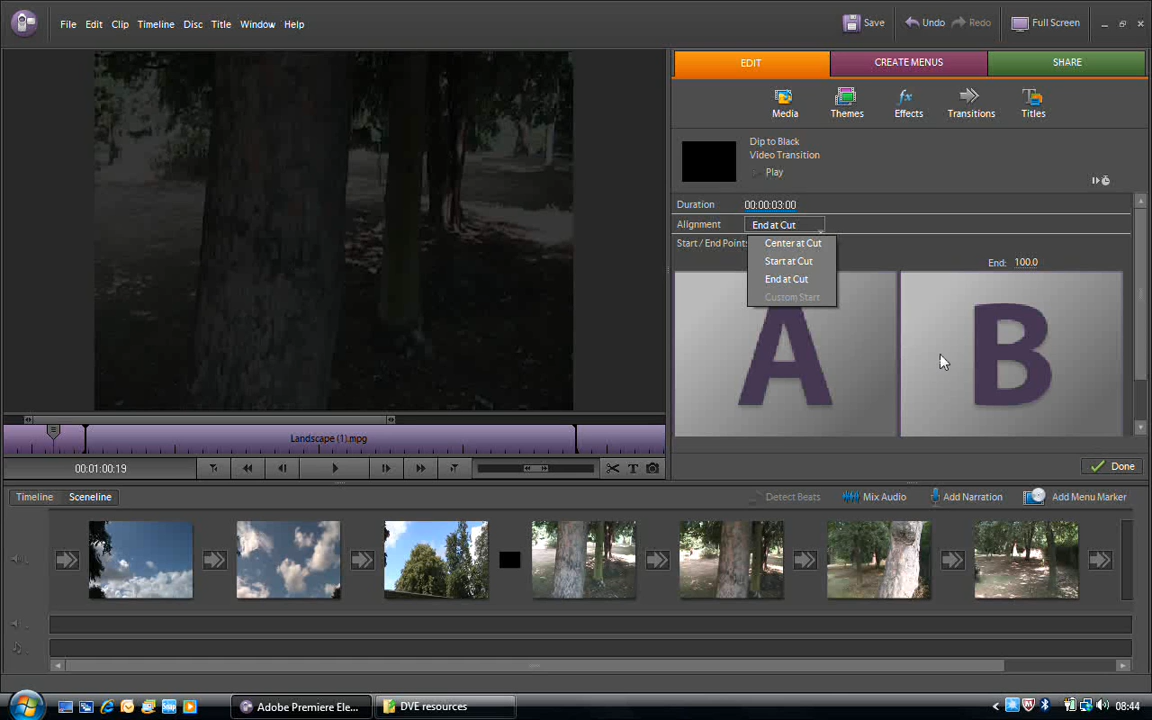 File Edit Clip Timeline Disc Title Window Help
Save Undo Redo Full Screen
EDIT CREATE MENUS SHARE
Media Themes Effects Transitions Titles
Dip to Black
Video Transition
Play
Duration 00:00:03:00
Alignment End at Cut
Start / End Point:
Center at Cut
Start at Cut
End at Cut
Custom Start
End: 100.0
A B
Landscape (1).mpg
00:01:00:19
T
Done
Timeline Sceneline
Detect Beats Mix Audio Add Narration Add Menu Marker
Adobe Premiere Ele...
DVE resources
08:44